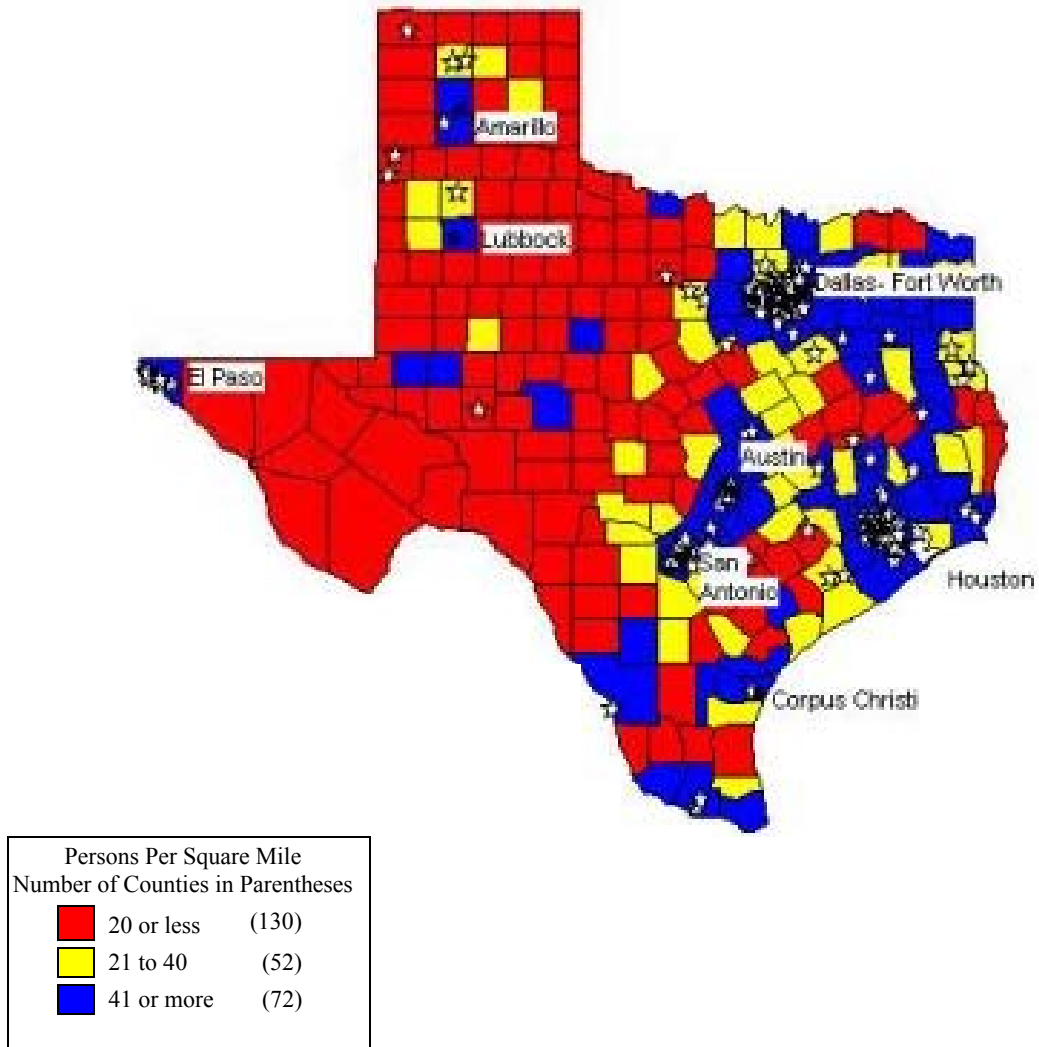 Amarillo
Lubbock
Dallas- Fort Worth
El Paso
Austin
San
Antonio
Houston
Corpus Christi
Persons Per Square Mile
Number of Counties in Parentheses
20 or less (130)
21 to 40 (52)
41 or more (72)